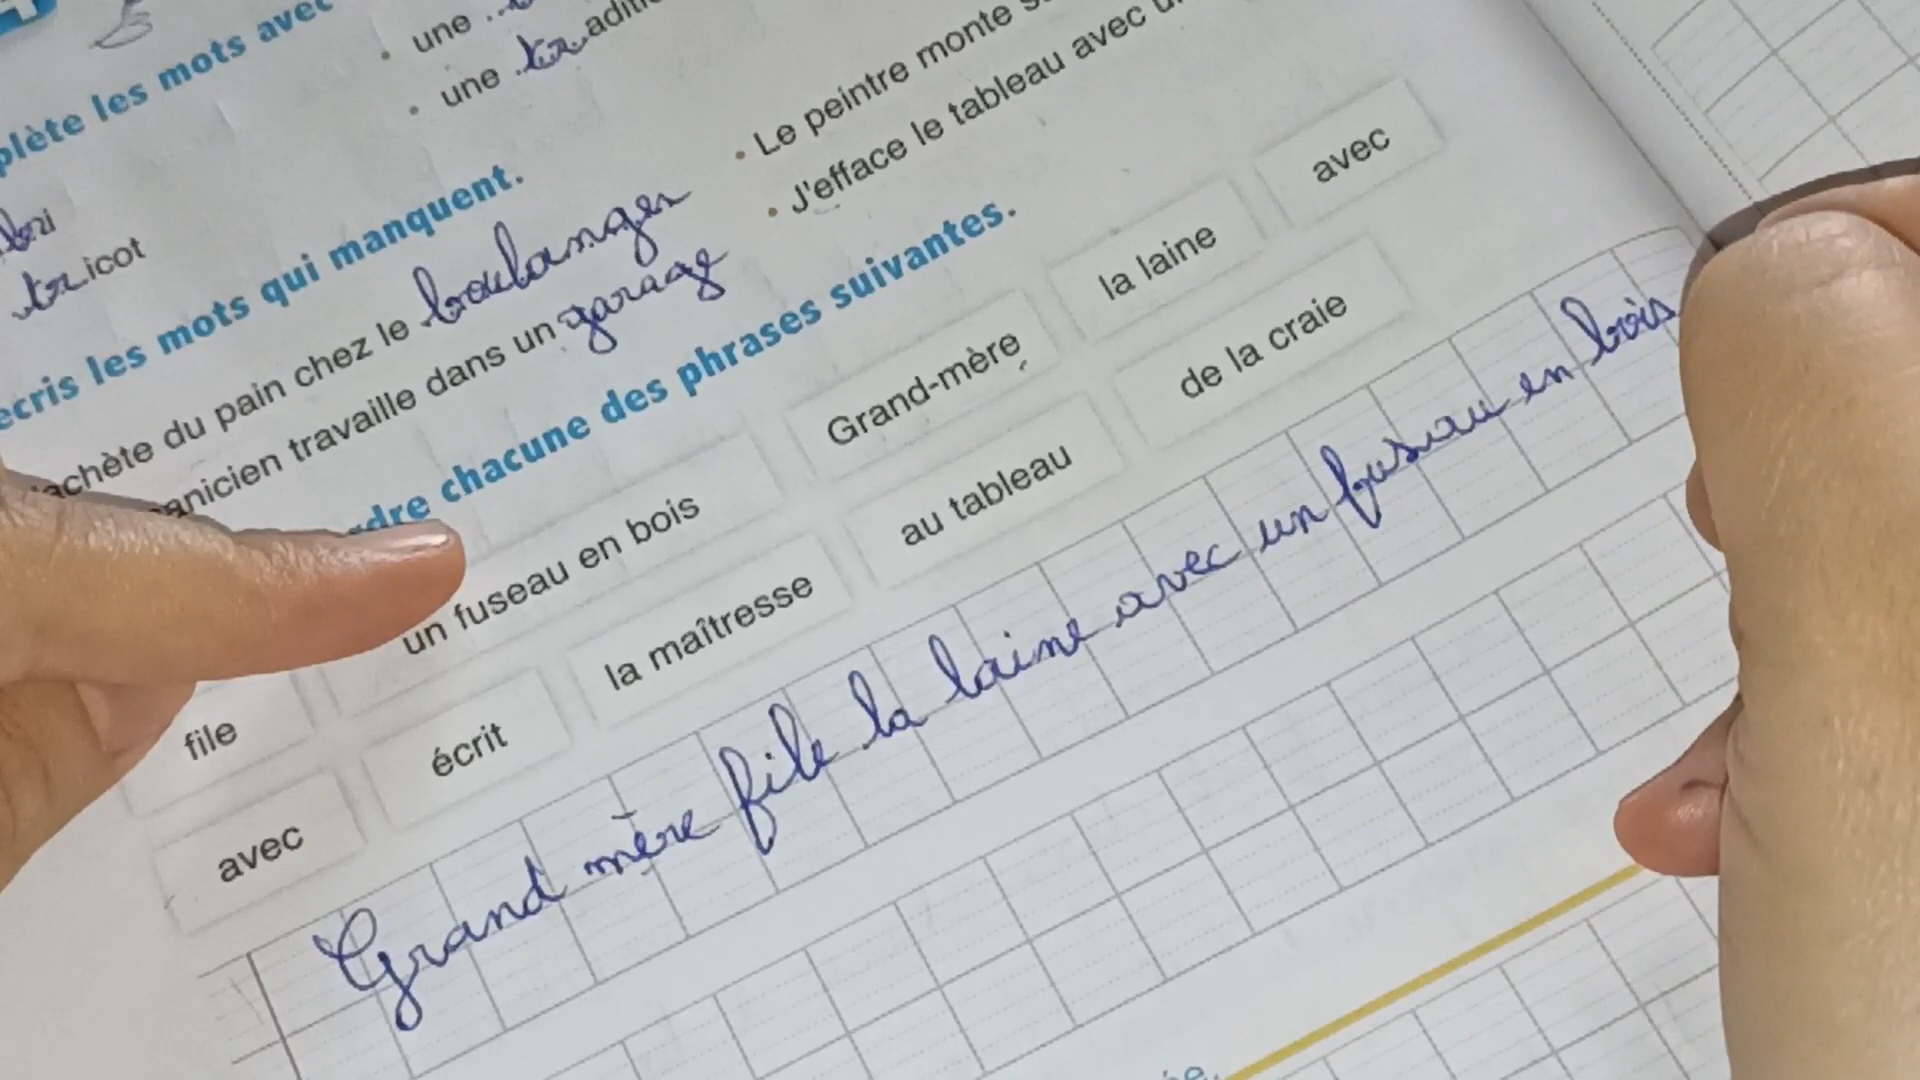 plète les mots avec
une
une tr aditi
bri
tr icot
écris les mots qui manquent.
achète du pain chez le boulanger
anicien travaille dans un garage
Le peintre monte s
J'efface le tableau avec u
dre chacune des phrases suivantes.
file
un fuseau en bois
Grand-mère
la laine
avec
avec
écrit
la maîtresse
au tableau
de la craie
Grand mère file la laine avec un fuseau en bois